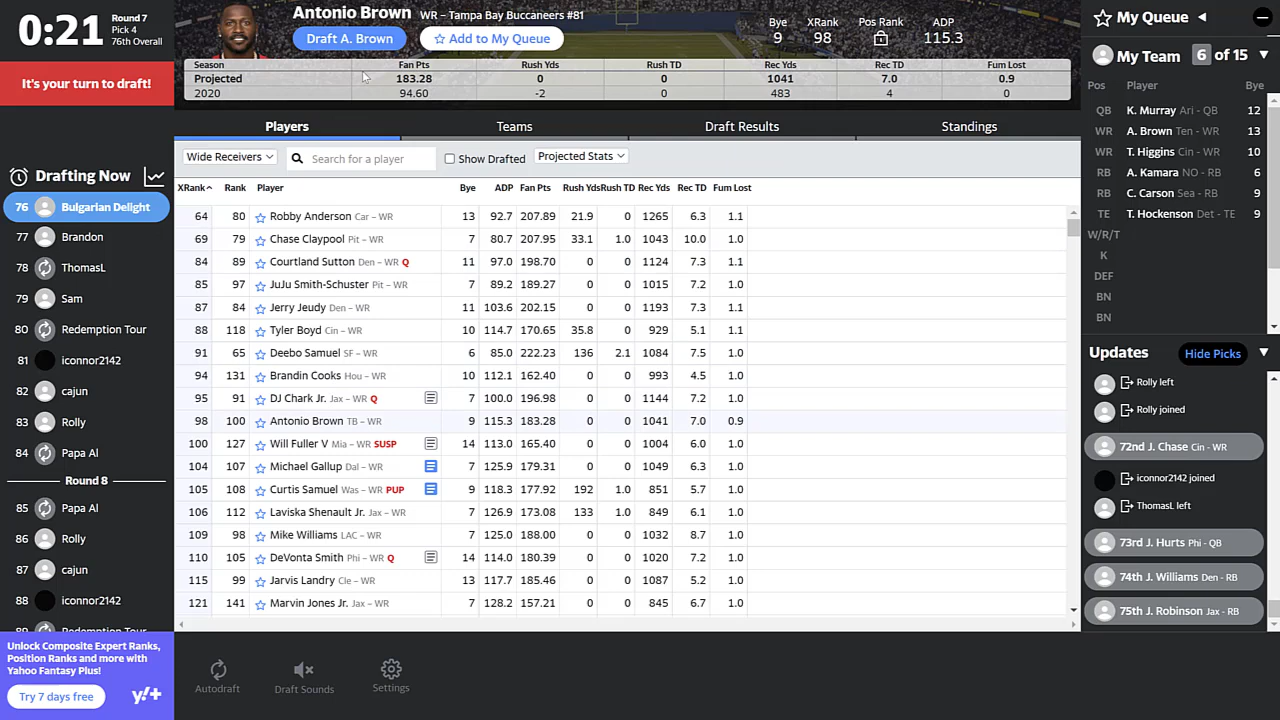 0:21
Round 7
Pick 4
76th Overall
It's your turn to draft!
Drafting Now
76 Bulgarian Delight
77 Brandon
78 ThomasL
79 Sam
80 Redemption Tour
81 iconnor2142
82 cajun
83 Rolly
84 Papa Al
Round 8
85 Papa Al
86 Rolly
87 cajun
88 iconnor2142
89 Redemption Tour
Unlock Composite Expert Ranks,
Position Ranks and more with
Yahoo Fantasy Plus!
Try 7 days free
y!+
Antonio Brown WR – Tampa Bay Buccaneers #81
Draft A. Brown
Add to My Queue
Bye XRank Pos Rank ADP
9 98 115.3
Season Fan Pts Rush Yds Rush TD Rec Yds Rec TD Fum Lost
Projected 183.28 0 0 1041 7.0 0.9
2020 94.60 -2 0 483 4 0
Players Teams Draft Results Standings
Wide Receivers Search for a player Show Drafted Projected Stats
XRank Rank Player Bye ADP Fan Pts Rush Yds Rush TD Rec Yds Rec TD Fum Lost
64 80 Robby Anderson Car – WR 13 92.7 207.89 21.9 0 1265 6.3 1.1
69 79 Chase Claypool Pit – WR 7 80.7 207.95 33.1 1.0 1043 10.0 1.0
84 89 Courtland Sutton Den – WR Q 11 97.0 198.70 0 0 1124 7.3 1.1
85 97 JuJu Smith-Schuster Pit – WR 7 89.2 189.27 0 0 1015 7.2 1.0
87 84 Jerry Jeudy Den – WR 11 103.6 202.15 0 0 1193 7.3 1.1
88 118 Tyler Boyd Cin – WR 10 114.7 170.65 35.8 0 929 5.1 1.1
91 65 Deebo Samuel SF – WR 6 85.0 222.23 136 2.1 1084 7.5 1.0
94 131 Brandin Cooks Hou – WR 10 112.1 162.40 0 0 993 4.5 1.0
95 91 DJ Chark Jr. Jax – WR Q 7 100.0 196.98 0 0 1144 7.2 1.0
98 100 Antonio Brown TB – WR 9 115.3 183.28 0 0 1041 7.0 0.9
100 127 Will Fuller V Mia – WR SUSP 14 113.0 165.40 0 0 1004 6.0 1.0
104 107 Michael Gallup Dal – WR 7 125.9 179.31 0 0 1049 6.3 1.0
105 108 Curtis Samuel Was – WR PUP 9 118.3 177.92 192 1.0 851 5.7 1.0
106 112 Laviska Shenault Jr. Jax – WR 7 126.9 173.08 133 1.0 849 6.1 1.0
109 98 Mike Williams LAC – WR 7 125.0 188.00 0 0 1032 8.7 1.0
110 105 DeVonta Smith Phi – WR Q 14 114.0 180.39 0 0 1020 7.2 1.0
115 99 Jarvis Landry Cle – WR 13 117.7 185.46 0 0 1087 5.2 1.0
121 141 Marvin Jones Jr. Jax – WR 7 128.2 157.21 0 0 845 6.7 1.0
Autodraft Draft Sounds Settings
My Queue
My Team 6 of 15
Pos Player Bye
QB K. Murray Ari - QB 12
WR A. Brown Ten - WR 13
WR T. Higgins Cin - WR 10
RB A. Kamara NO - RB 6
RB C. Carson Sea - RB 9
TE T. Hockenson Det - TE 9
W/R/T
K
DEF
BN
BN
Updates Hide Picks
Rolly left
Rolly joined
72nd J. Chase Cin - WR
iconnor2142 joined
ThomasL left
73rd J. Hurts Phi - QB
74th J. Williams Den - RB
75th J. Robinson Jax - RB